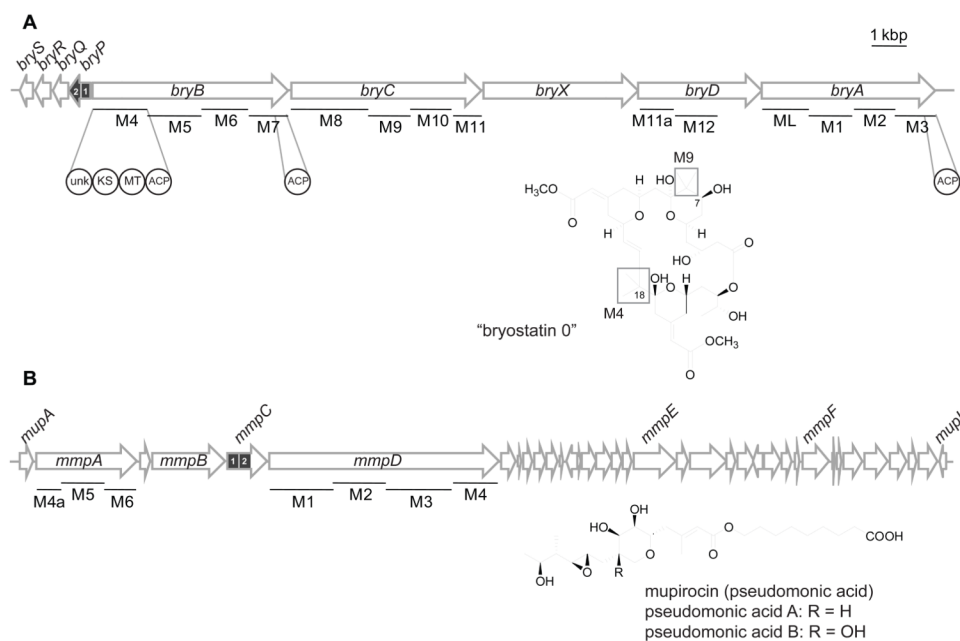 A
1 kbp
bryS
bryR
bryQ
bryP
2 1
bryB
bryC
bryX
bryD
bryA
M4
M5
M6
M7
M8
M9
M10
M11
M11a
M12
ML
M1
M2
M3
unk KS MT ACP
ACP
ACP
M9
HO
OH
7
H
H3CO
O
O
O
H
H
O
HO
18
OH
O
H
O
OH
M4
"bryostatin 0"
OCH3
O
B
mupA
mmpA
mmpB
mmpC
1 2
mmpD
mmpE
mmpF
mupL
M4a
M5
M6
M1
M2
M3
M4
OH
HO
OH
O
R
O
O
O
COOH
mupirocin (pseudomonic acid)
pseudomonic acid A: R = H
pseudomonic acid B: R = OH